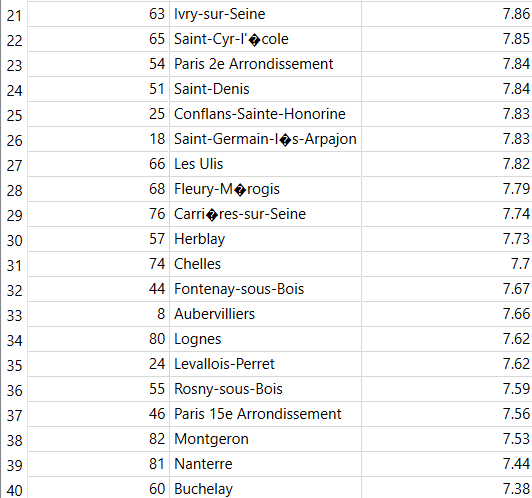 21 63 Ivry-sur-Seine 7.86
22 65 Saint-Cyr-l'�cole 7.85
23 54 Paris 2e Arrondissement 7.84
24 51 Saint-Denis 7.84
25 25 Conflans-Sainte-Honorine 7.83
26 18 Saint-Germain-l�s-Arpajon 7.83
27 66 Les Ulis 7.82
28 68 Fleury-M�rogis 7.79
29 76 Carri�res-sur-Seine 7.74
30 57 Herblay 7.73
31 74 Chelles 7.7
32 44 Fontenay-sous-Bois 7.67
33 8 Aubervilliers 7.66
34 80 Lognes 7.62
35 24 Levallois-Perret 7.62
36 55 Rosny-sous-Bois 7.59
37 46 Paris 15e Arrondissement 7.56
38 82 Montgeron 7.53
39 81 Nanterre 7.44
40 60 Buchelay 7.38